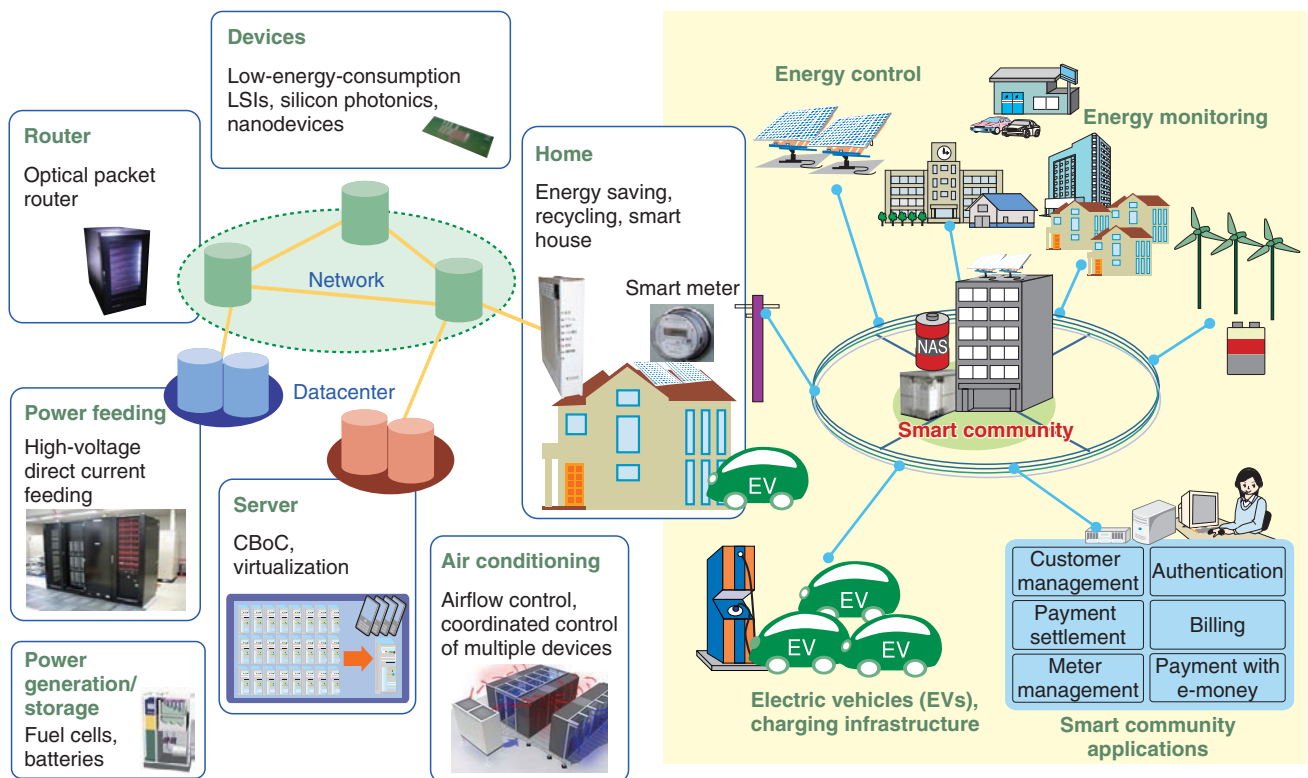 Devices
Low-energy-consumption
LSIs, silicon photonics,
nanodevices
Router
Optical packet
router
Network
Datacenter
Home
Energy saving,
recycling, smart
house
Smart meter
EV
Power feeding
High-voltage
direct current
feeding
Server
CBoC,
virtualization
Air conditioning
Airflow control,
coordinated control
of multiple devices
Power
generation/
storage
Fuel cells,
batteries
Energy control
Energy monitoring
NAS
Smart community
EV
EV
EV
Electric vehicles (EVs),
charging infrastructure
Customer
management
Authentication
Payment
settlement
Billing
Meter
management
Payment with
e-money
Smart community
applications